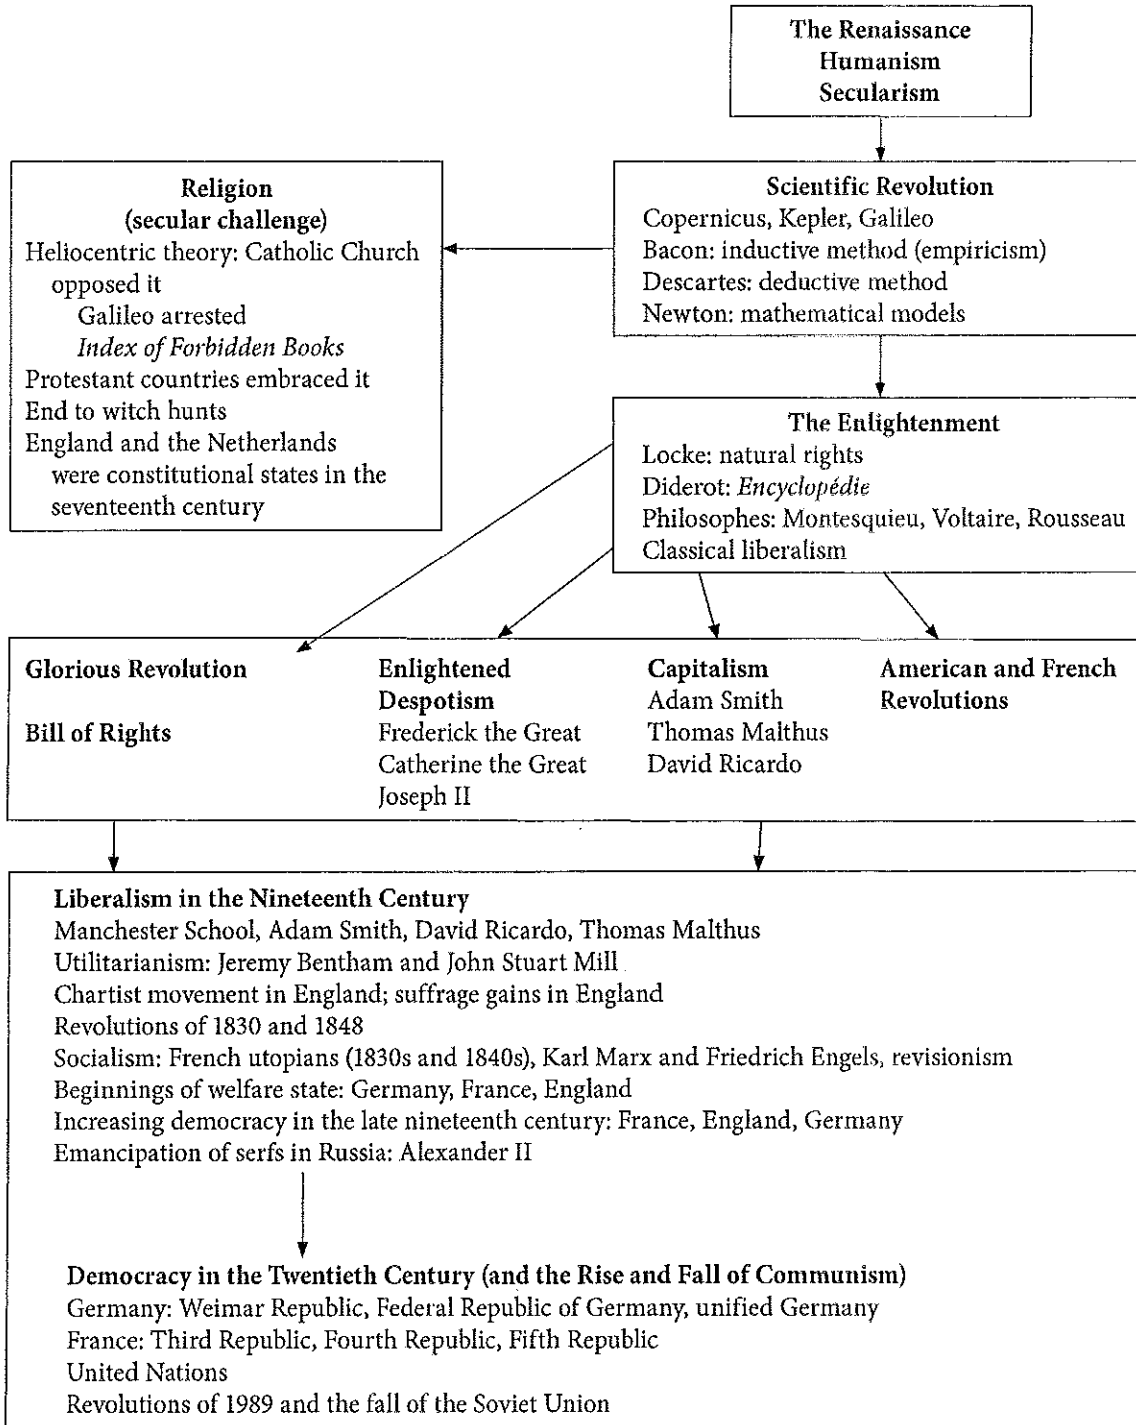 The Renaissance
Humanism
Secularism
Religion
(secular challenge)
Heliocentric theory: Catholic Church
opposed it
Galileo arrested
Index of Forbidden Books
Protestant countries embraced it
End to witch hunts
England and the Netherlands
were constitutional states in the
seventeenth century
Scientific Revolution
Copernicus, Kepler, Galileo
Bacon: inductive method (empiricism)
Descartes: deductive method
Newton: mathematical models
The Enlightenment
Locke: natural rights
Diderot: Encyclopédie
Philosophes: Montesquieu, Voltaire, Rousseau
Classical liberalism
Glorious Revolution
Bill of Rights
Enlightened
Despotism
Frederick the Great
Catherine the Great
Joseph II
Capitalism
Adam Smith
Thomas Malthus
David Ricardo
American and French
Revolutions
Liberalism in the Nineteenth Century
Manchester School, Adam Smith, David Ricardo, Thomas Malthus
Utilitarianism: Jeremy Bentham and John Stuart Mill
Chartist movement in England; suffrage gains in England
Revolutions of 1830 and 1848
Socialism: French utopians (1830s and 1840s), Karl Marx and Friedrich Engels, revisionism
Beginnings of welfare state: Germany, France, England
Increasing democracy in the late nineteenth century: France, England, Germany
Emancipation of serfs in Russia: Alexander II
Democracy in the Twentieth Century (and the Rise and Fall of Communism)
Germany: Weimar Republic, Federal Republic of Germany, unified Germany
France: Third Republic, Fourth Republic, Fifth Republic
United Nations
Revolutions of 1989 and the fall of the Soviet Union